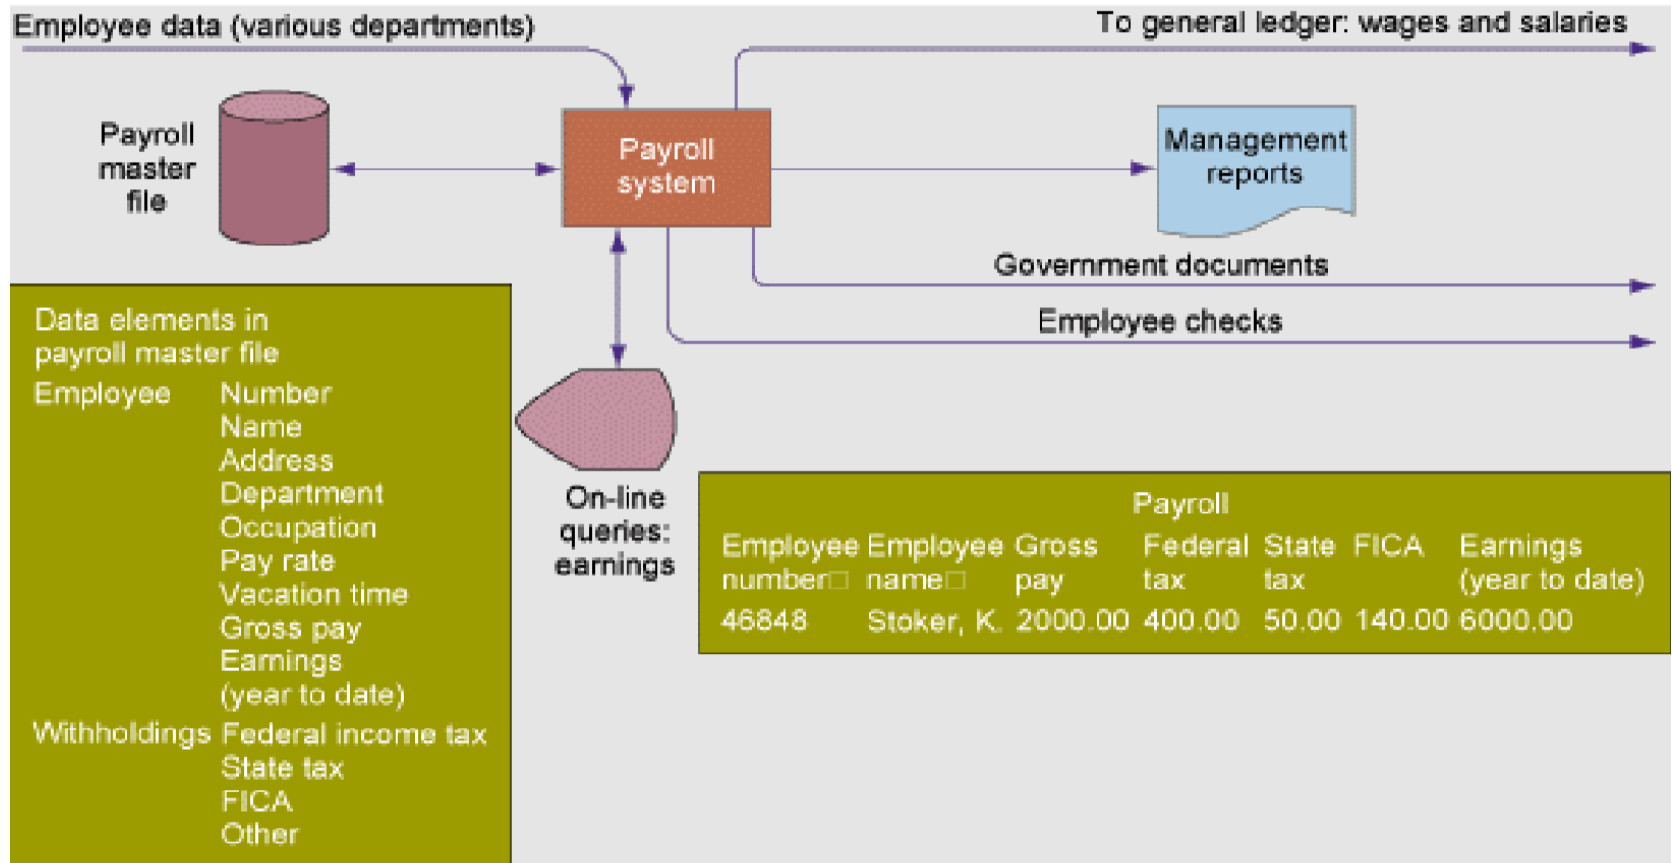 Employee data (various departments)
To general ledger: wages and salaries
Payroll
master
file
Payroll
system
Management
reports
Government documents
Employee checks
Data elements in
payroll master file
Employee Number
Name
Address
Department
Occupation
Pay rate
Vacation time
Gross pay
Earnings
(year to date)
Withholdings Federal income tax
State tax
FICA
Other
On-line
queries:
earnings
Payroll
Employee Employee Gross Federal State FICA Earnings
number□ name□ pay tax tax (year to date)
46848 Stoker, K. 2000.00 400.00 50.00 140.00 6000.00